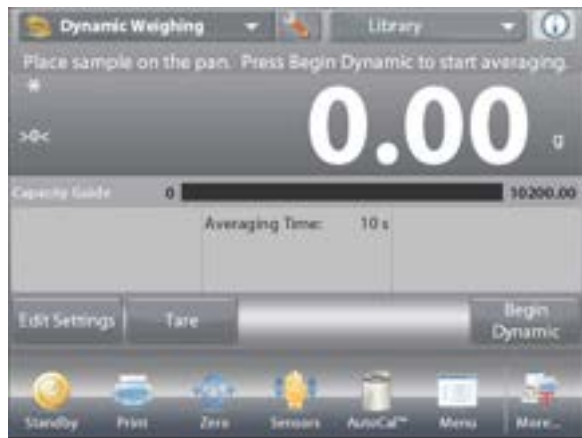 Dynamic Weighing
Library
Place sample on the pan. Press Begin Dynamic to start averaging.
*
>0<
0.00 g
Capacity Guide 0 10200.00
Averaging Time: 10 s
Edit Settings
Tare
Begin
Dynamic
Standby
Print
Zero
Sensors
AutoCal™
Menu
More...